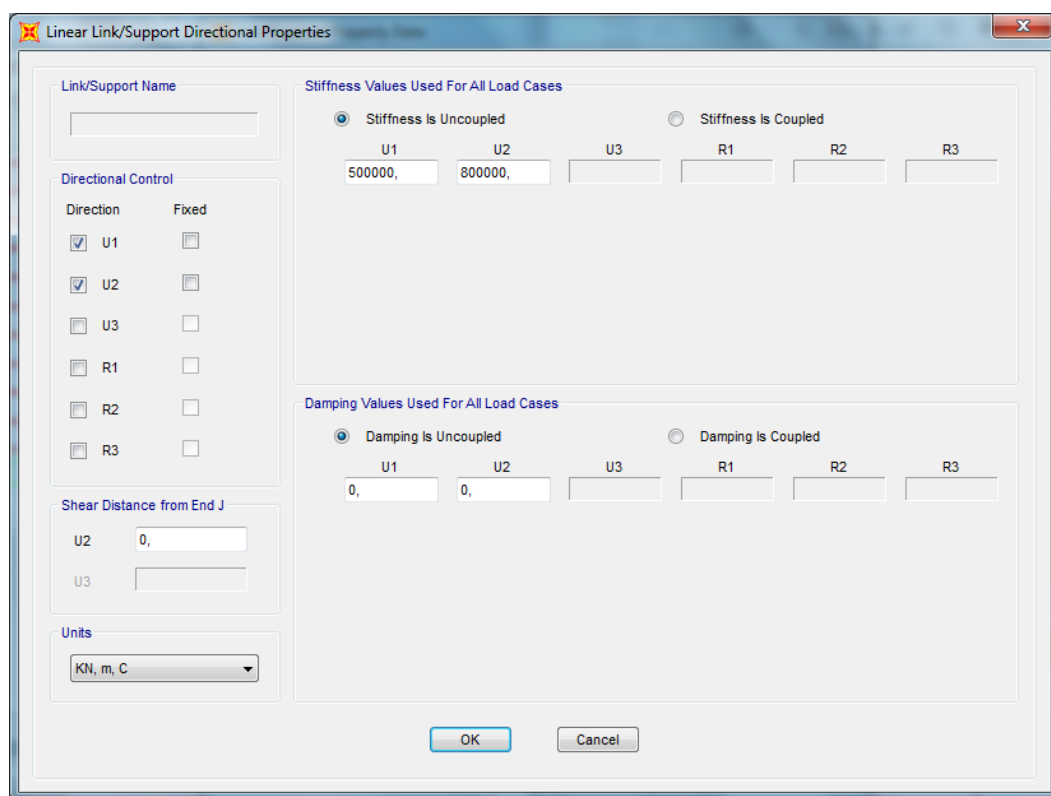 Linear Link/Support Directional Properties
Link/Support Name
Directional Control
Direction Fixed
U1
U2
U3
R1
R2
R3
Shear Distance from End J
U2 0,
U3
Units
KN, m, C
Stiffness Values Used For All Load Cases
Stiffness Is Uncoupled Stiffness Is Coupled
U1 U2 U3 R1 R2 R3
500000, 800000,
Damping Values Used For All Load Cases
Damping Is Uncoupled Damping Is Coupled
U1 U2 U3 R1 R2 R3
0, 0,
OK Cancel